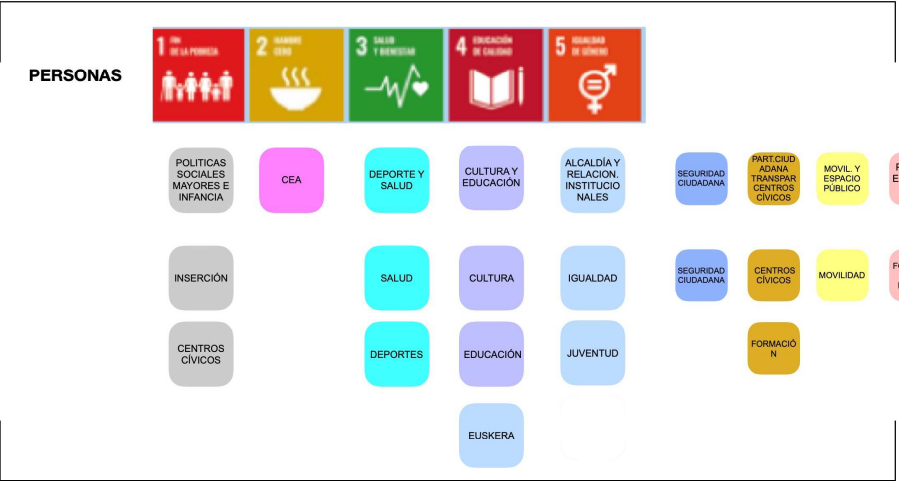 1 FIN
DE LA POBREZA
2 HAMBRE
CERO
3 SALUD
Y BIENESTAR
4 EDUCACIÓN
DE CALIDAD
5 IGUALDAD
DE GÉNERO
PERSONAS
POLITICAS
SOCIALES
MAYORES E
INFANCIA
CEA
DEPORTE Y
SALUD
CULTURA Y
EDUCACIÓN
ALCALDÍA Y
RELACION.
INSTITUCIO
NALES
SEGURIDAD
CIUDADANA
PART.CIUD
ADANA
TRANSPAR
CENTROS
CÍVICOS
MOVIL. Y
ESPACIO
PÚBLICO
INSERCIÓN
SALUD
CULTURA
IGUALDAD
SEGURIDAD
CIUDADANA
CENTROS
CÍVICOS
MOVILIDAD
CENTROS
CÍVICOS
DEPORTES
EDUCACIÓN
JUVENTUD
FORMACIÓ
N
EUSKERA